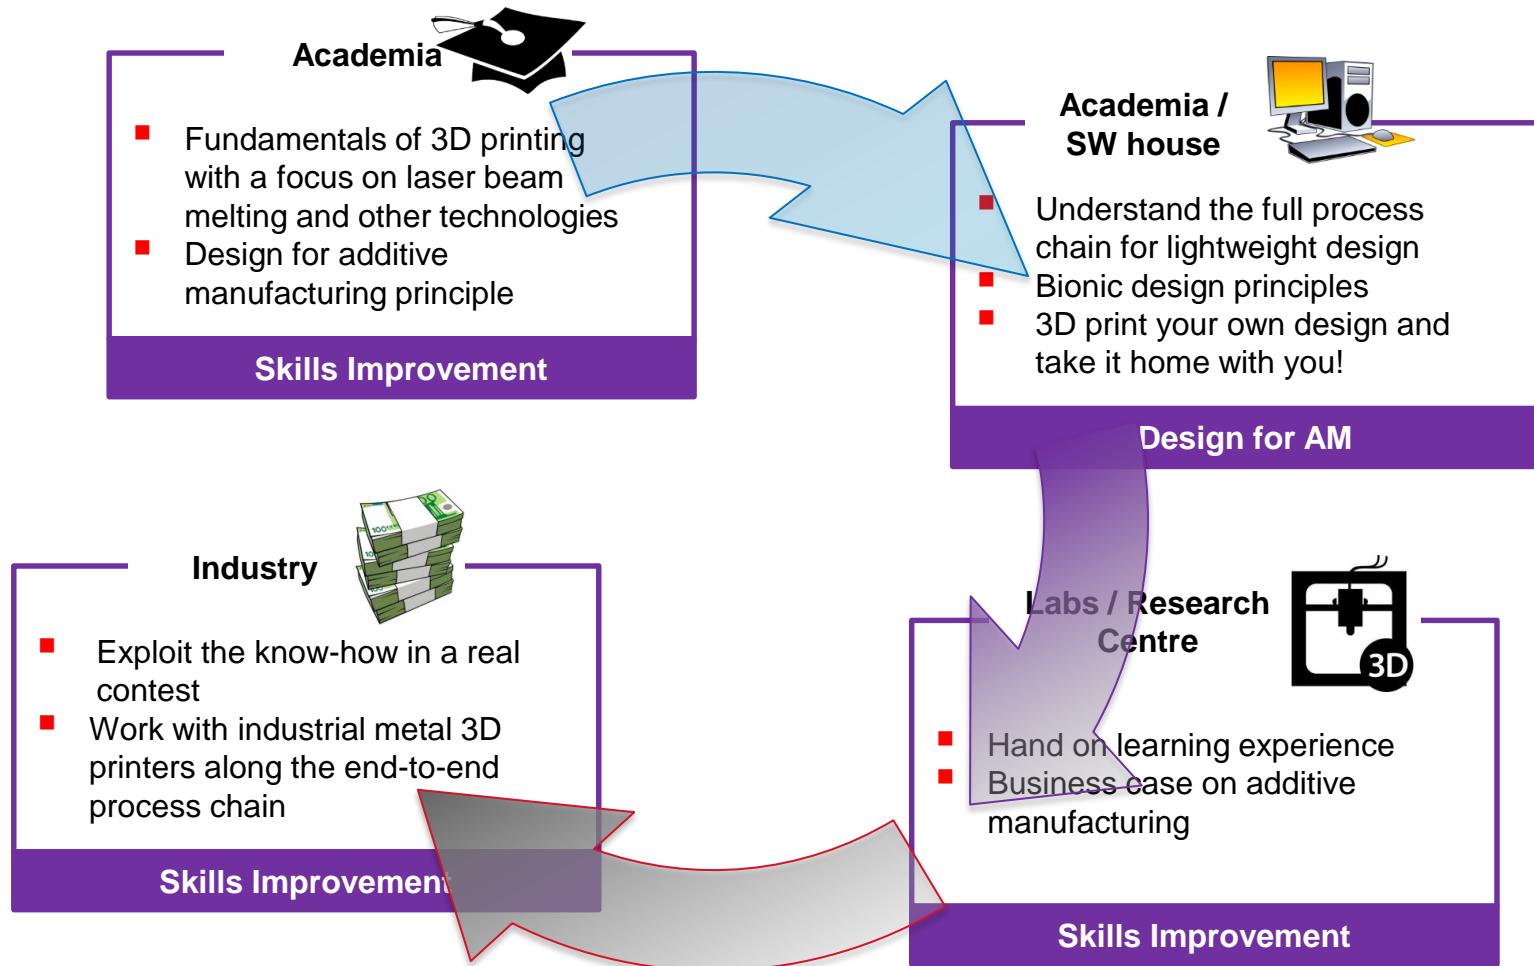 Academia
Fundamentals of 3D printing
with a focus on laser beam
melting and other technologies
Design for additive
manufacturing principle
Skills Improvement
Academia /
SW house
Understand the full process
chain for lightweight design
Bionic design principles
3D print your own design and
take it home with you!
Design for AM
Industry
100
Exploit the know-how in a real
contest
Work with industrial metal 3D
printers along the end-to-end
process chain
Skills Improvement
Labs / Research
Centre
3D
Hand on learning experience
Business case on additive
manufacturing
Skills Improvement